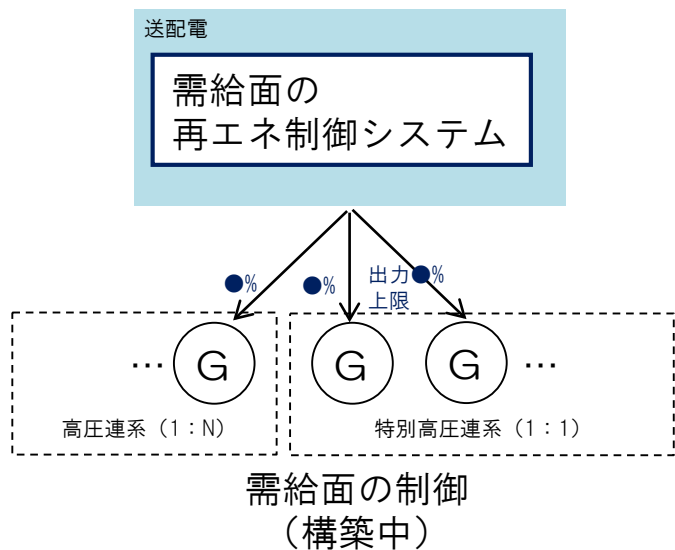 送配電
需給面の
再エネ制御システム
●%
●%
出力●%
上限
… G
G
G …
高圧連系（1：N）
特別高圧連系（1：1）
需給面の制御
（構築中）